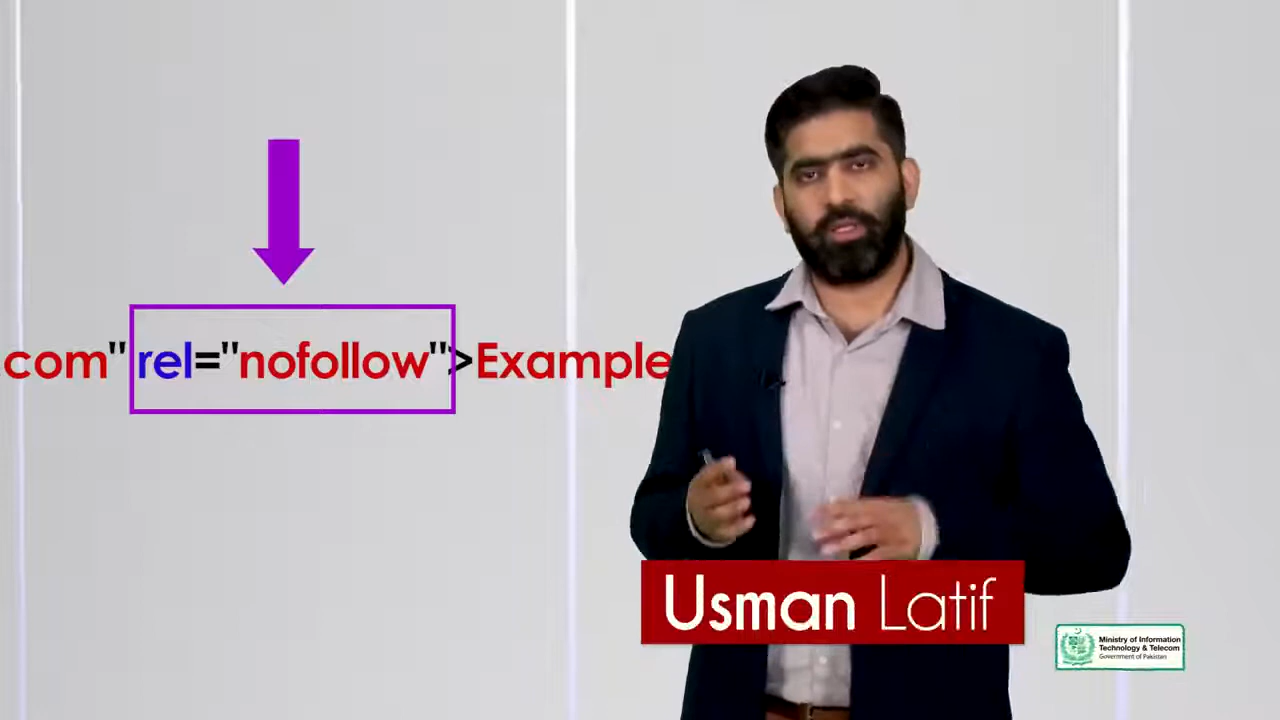 .com" rel="nofollow">Example
Usman Latif
Ministry of Information
Technology & Telecom
Government of Pakistan